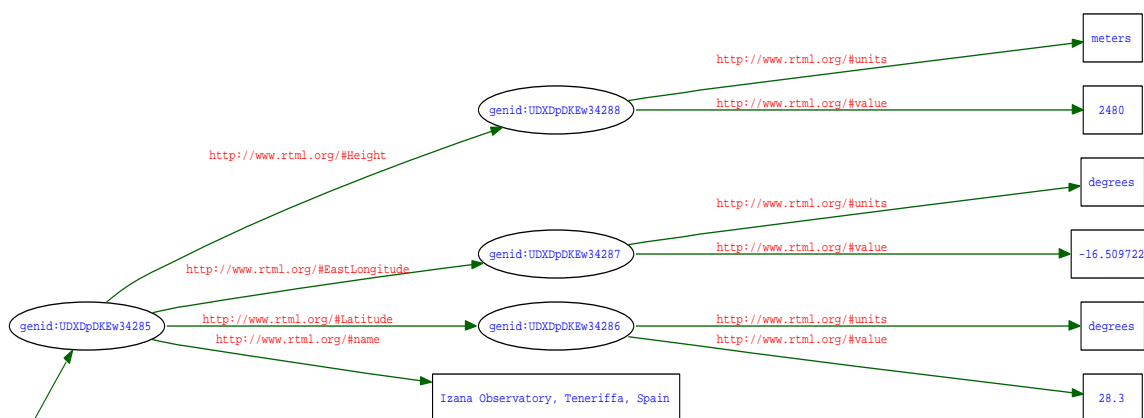 meters
http://www.rtml.org/#units
genid:UDXDpDKEw34288
http://www.rtml.org/#value
2480
http://www.rtml.org/#Height
degrees
http://www.rtml.org/#units
genid:UDXDpDKEw34287
http://www.rtml.org/#value
-16.509722
http://www.rtml.org/#EastLongitude
genid:UDXDpDKEw34285
http://www.rtml.org/#Latitude
genid:UDXDpDKEw34286
http://www.rtml.org/#units
degrees
http://www.rtml.org/#name
http://www.rtml.org/#value
Izana Observatory, Teneriffa, Spain
28.3